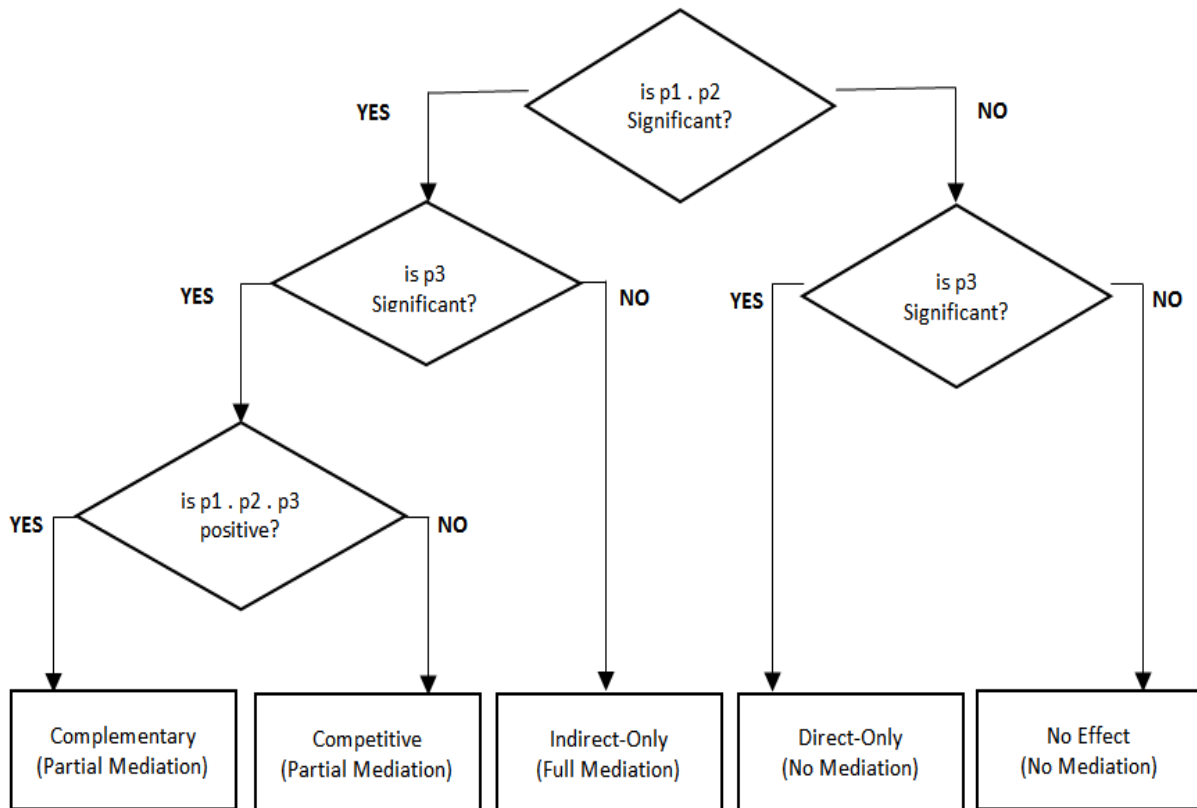 is p1 . p2
Significant?
YES
NO
is p3
Significant?
is p3
Significant?
YES
NO
YES
NO
is p1 . p2 . p3
positive?
YES
NO
Complementary
(Partial Mediation)
Competitive
(Partial Mediation)
Indirect-Only
(Full Mediation)
Direct-Only
(No Mediation)
No Effect
(No Mediation)